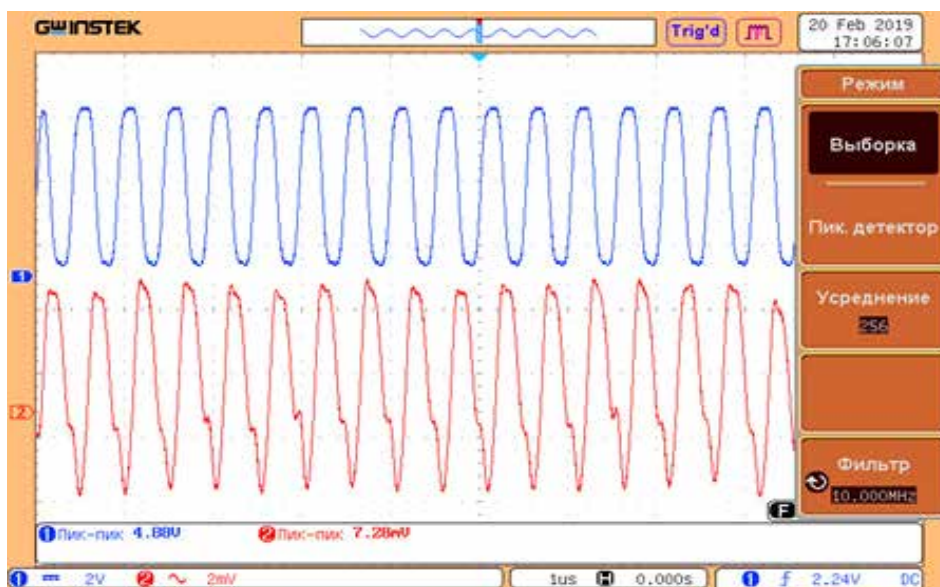 GWINSTEK
Trig'd
20 Feb 2019
17:06:07
Режим
Выборка
Пик. детектор
Усреднение
256
Фильтр
10.000MHz
F
1
2
1 Пик-пик 4.88V 2 Пик-пик 7.28mV
1 2V 2 2mV 1us H 0.000s 1 2.24V DC